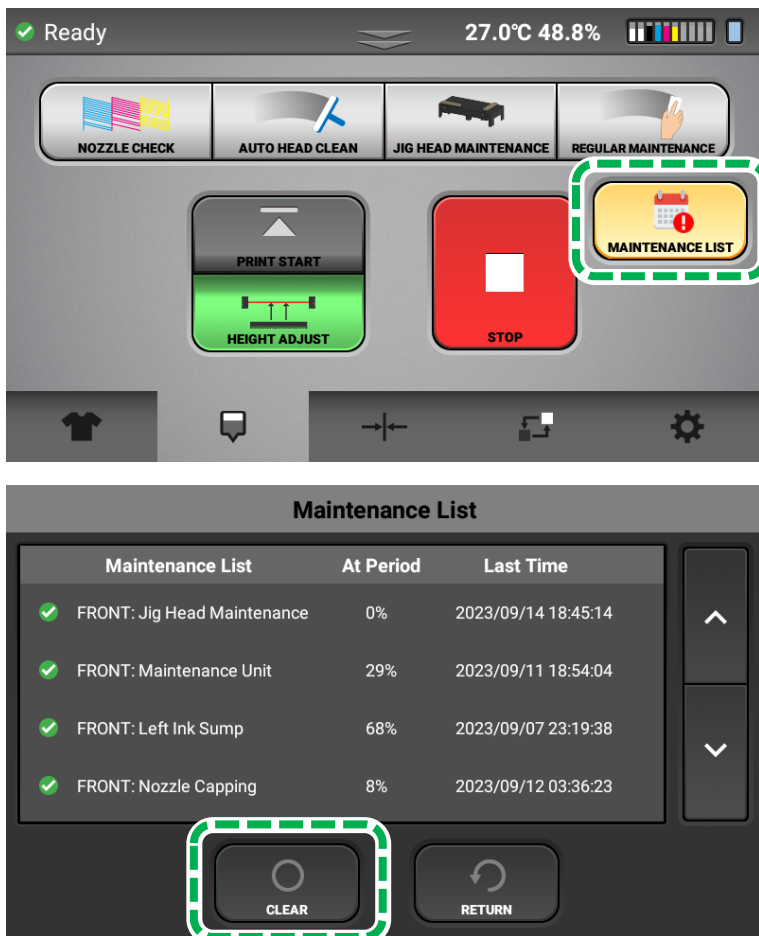 Ready 27.0℃ 48.8%
NOZZLE CHECK AUTO HEAD CLEAN JIG HEAD MAINTENANCE REGULAR MAINTENANCE
MAINTENANCE LIST
PRINT START
HEIGHT ADJUST STOP
Maintenance List
Maintenance List At Period Last Time
FRONT: Jig Head Maintenance 0% 2023/09/14 18:45:14
FRONT: Maintenance Unit 29% 2023/09/11 18:54:04
FRONT: Left Ink Sump 68% 2023/09/07 23:19:38
FRONT: Nozzle Capping 8% 2023/09/12 03:36:23
CLEAR RETURN